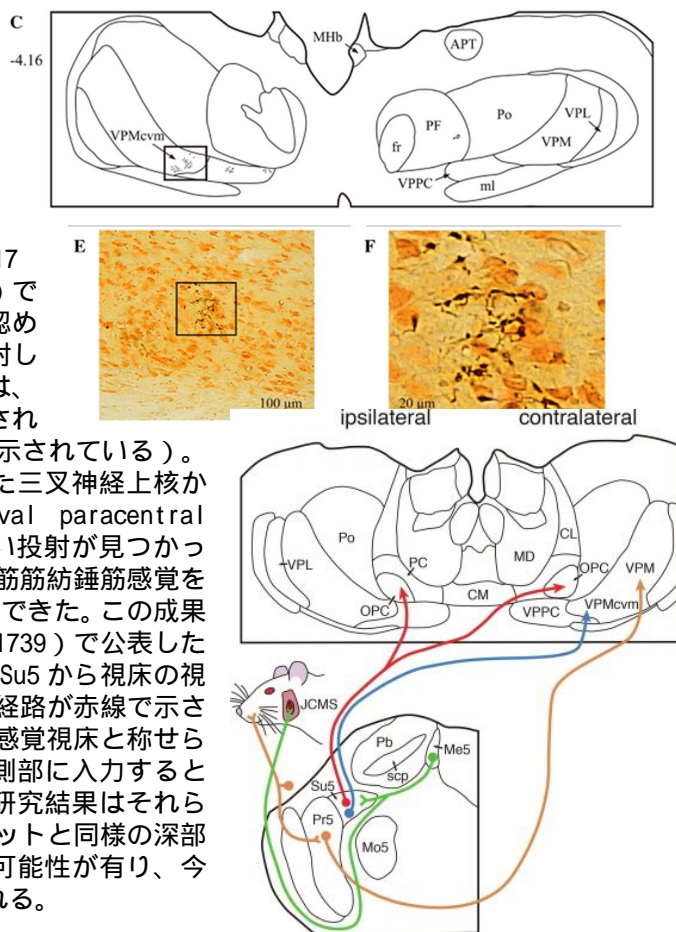 C
MHb
APT
-4.16
VPMcvm
Po
VPL
PF
VPM
fr
VPPC
ml
E
F
100 μm
20 μm
17
）で
認め
対し
は、
され
示されている）。
た三叉神経上核か
val paracentral
い投射が見つかっ
筋筋紡錘筋感覚を
できた。この成果
1739）で公表した
Su5 から視床の視
経路が赤線で示さ
感覚視床と称せら
側部に入力すると
研究結果はそれら
ットと同様の深部
可能性が有り、今
れる。
ipsilateral
contralateral
Po
CL
VPL
PC
MD
OPC
VPM
OPC
CM
VPPC
VPMcvm
JCMS
Pb
Me5
scp
Su5
Pr5
Mo5